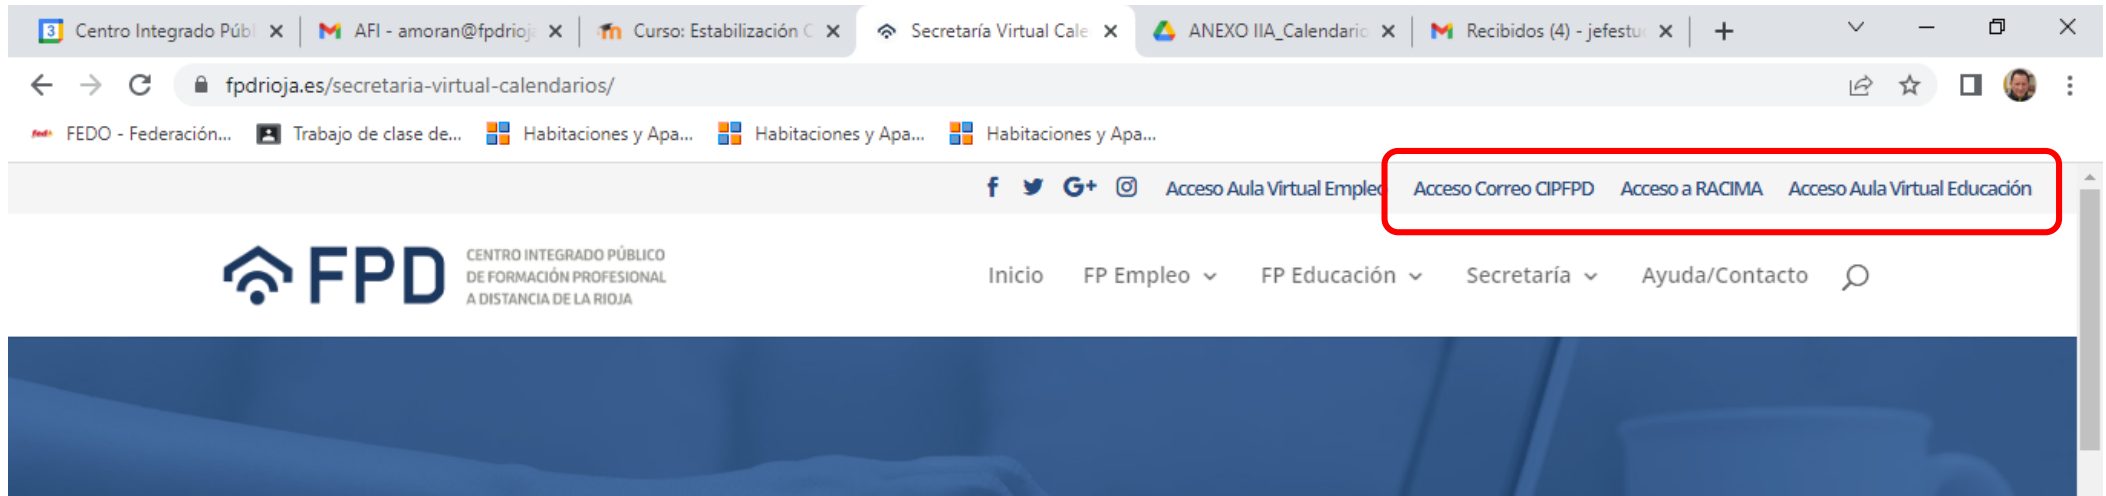 3 Centro Integrado Públ
AFI - amoran@fpdrioja
Curso: Estabilización C
Secretaría Virtual Cale
ANEXO IIA_Calendario
Recibidos (4) - jefestu
fpdrioja.es/secretaria-virtual-calendarios/
FEDO - Federación...
Trabajo de clase de...
Habitaciones y Apa...
Habitaciones y Apa...
Habitaciones y Apa...
f G+ Acceso Aula Virtual Empleo Acceso Correo CIPFPD Acceso a RACIMA Acceso Aula Virtual Educación
FPD
CENTRO INTEGRADO PÚBLICO
DE FORMACIÓN PROFESIONAL
A DISTANCIA DE LA RIOJA
Inicio FP Empleo FP Educación Secretaría Ayuda/Contacto